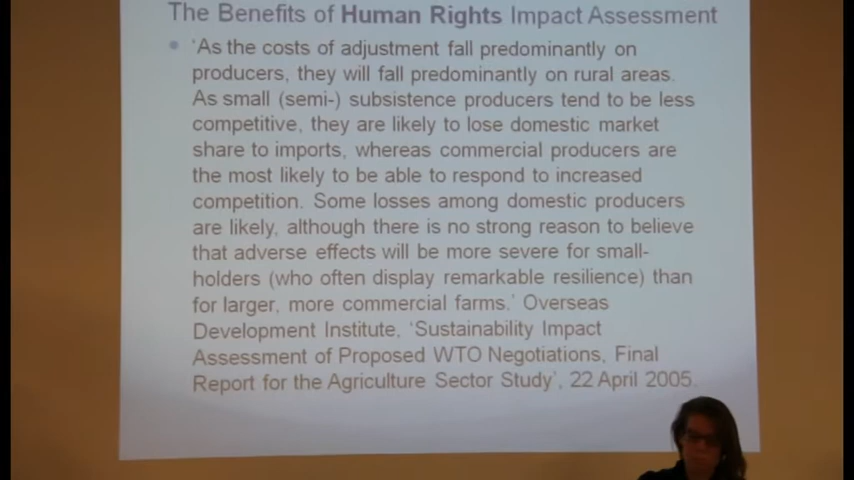 The Benefits of Human Rights Impact Assessment
'As the costs of adjustment fall predominantly on
producers, they will fall predominantly on rural areas.
As small (semi-) subsistence producers tend to be less
competitive, they are likely to lose domestic market
share to imports, whereas commercial producers are
the most likely to be able to respond to increased
competition. Some losses among domestic producers
are likely, although there is no strong reason to believe
that adverse effects will be more severe for small-
holders (who often display remarkable resilience) than
for larger, more commercial farms.' Overseas
Development Institute, 'Sustainability Impact
Assessment of Proposed WTO Negotiations, Final
Report for the Agriculture Sector Study', 22 April 2005.